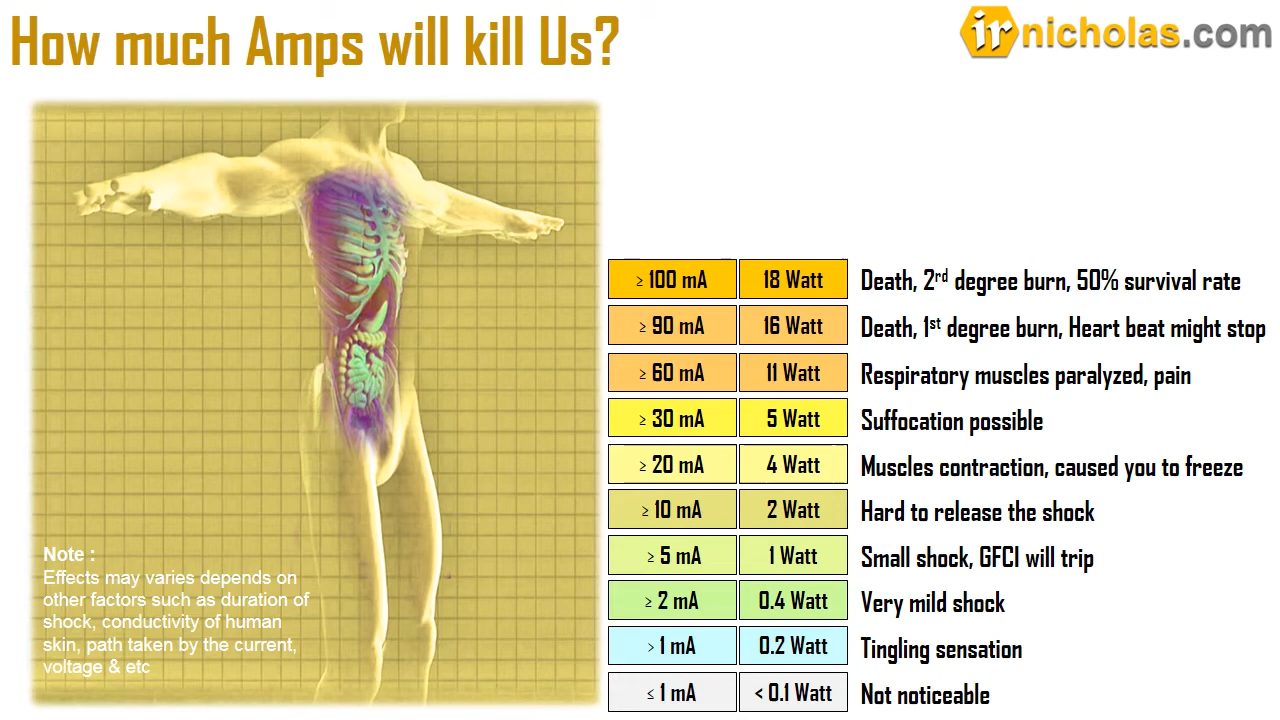 How much Amps will kill Us?
ir nicholas.com
≥ 100 mA 18 Watt Death, 2rd degree burn, 50% survival rate
≥ 90 mA 16 Watt Death, 1st degree burn, Heart beat might stop
≥ 60 mA 11 Watt Respiratory muscles paralyzed, pain
≥ 30 mA 5 Watt Suffocation possible
≥ 20 mA 4 Watt Muscles contraction, caused you to freeze
≥ 10 mA 2 Watt Hard to release the shock
≥ 5 mA 1 Watt Small shock, GFCI will trip
≥ 2 mA 0.4 Watt Very mild shock
> 1 mA 0.2 Watt Tingling sensation
≤ 1 mA < 0.1 Watt Not noticeable
Note :
Effects may varies depends on
other factors such as duration of
shock, conductivity of human
skin, path taken by the current,
voltage & etc